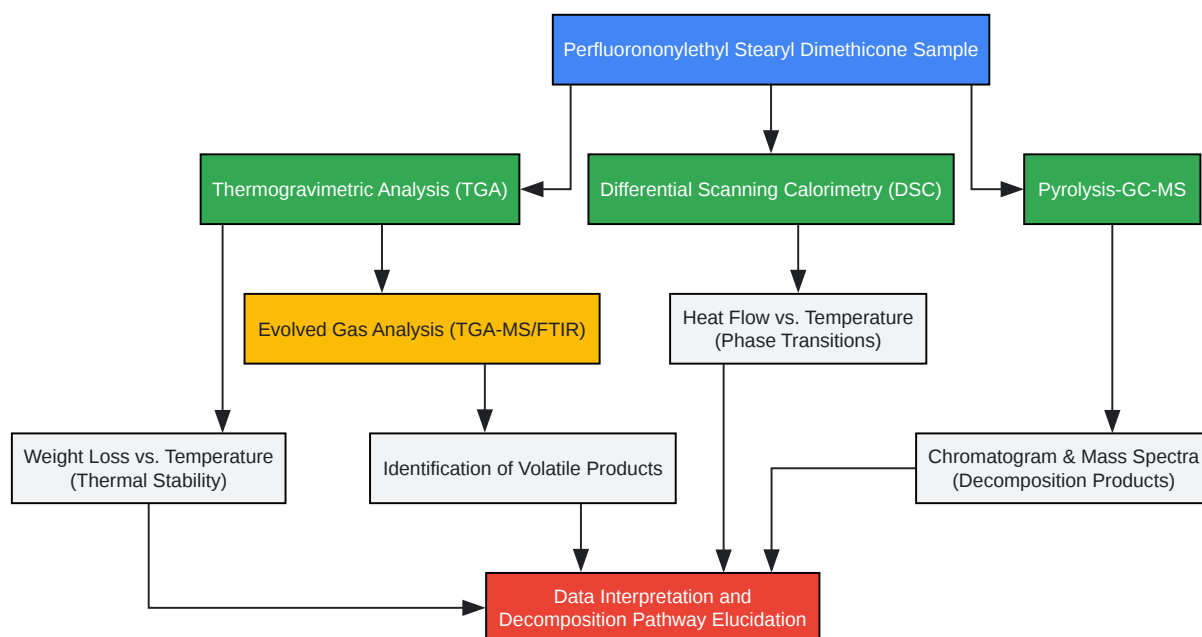 Perfluorononylethyl Stearyl Dimethicone Sample
Thermogravimetric Analysis (TGA)
Differential Scanning Calorimetry (DSC)
Pyrolysis-GC-MS
Evolved Gas Analysis (TGA-MS/FTIR)
Heat Flow vs. Temperature
(Phase Transitions)
Weight Loss vs. Temperature
(Thermal Stability)
Identification of Volatile Products
Chromatogram & Mass Spectra
(Decomposition Products)
Data Interpretation and
Decomposition Pathway Elucidation